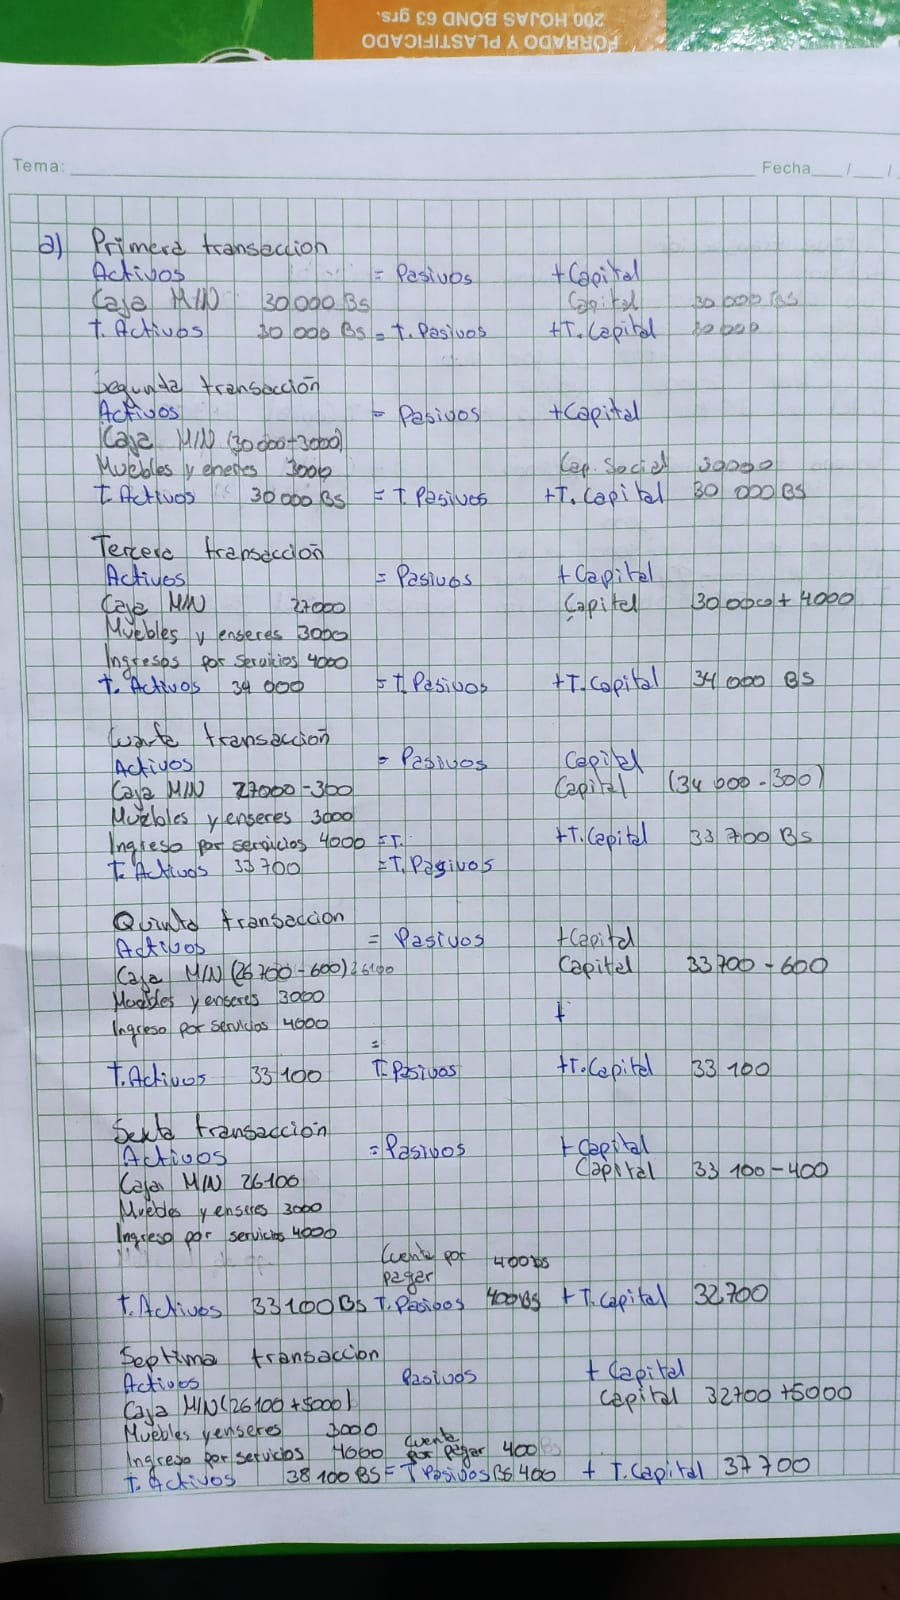 200 HOJAS BOND 63 grs.
FORRADO Y PLASTIFICADO
Tema: Fecha / /
a) Primera transaccion
Activos = Pasivos + Capital
Caja M/N 30 000 Bs Capital 30 000 Bs
T. Activos 30 000 Bs = T. Pasivos +T. Capital 30 000
Segunda transacción
Activos = Pasivos + Capital
Caja M/N (30 000-3000)
Muebles y eneres 3000 Cap. Social 30000
T. Activos 30 000 Bs = T. Pasivos +T. Capital 30 000 Bs
Tercera transacción
Activos = Pasivos + Capital
Caja M/N 27000 Capital 30 000 + 4000
Muebles y enseres 3000
Ingresos por servicios 4000
T. Activos 34 000 = T. Pasivos +T. Capital 34 000 Bs
Cuarta transaccion
Activos = Pasivos Capital
Caja M/N 27000-300 Capital (34 000-300)
Muebles y enseres 3000
Ingreso por servicios 4000 = T. +T. Capital 33 700 Bs
T. Activos 33700 = T. Pasivos
Quinta transaccion
Activos = Pasivos + Capital
Caja M/N (26 700-600) 26100 Capital 33 700 - 600
Muebles y enseres 3000
Ingreso por servicios 4000 +
=
T. Activos 33 100 T. Pasivos +T. Capital 33 100
Sexta transacción
Activos = Pasivos + Capital
Caja M/N 26100 Capital 33 100-400
Muebles y enseres 3000
Ingreso por servicios 4000
Cuenta por 400 Bs
pagar
T. Activos 33 100 Bs T. Pasivos 400 Bs + T. Capital 32700
Septima transaccion
Activos Pasivos + Capital
Caja M/N (26100+5000) Capital 32700 +5000
Muebles y enseres 3000 Cuenta
Ingreso por servicios 4000 por pagar 400 Bs
T. Activos 38 100 Bs = T Pasivos Bs 400 + T. Capital 37 700